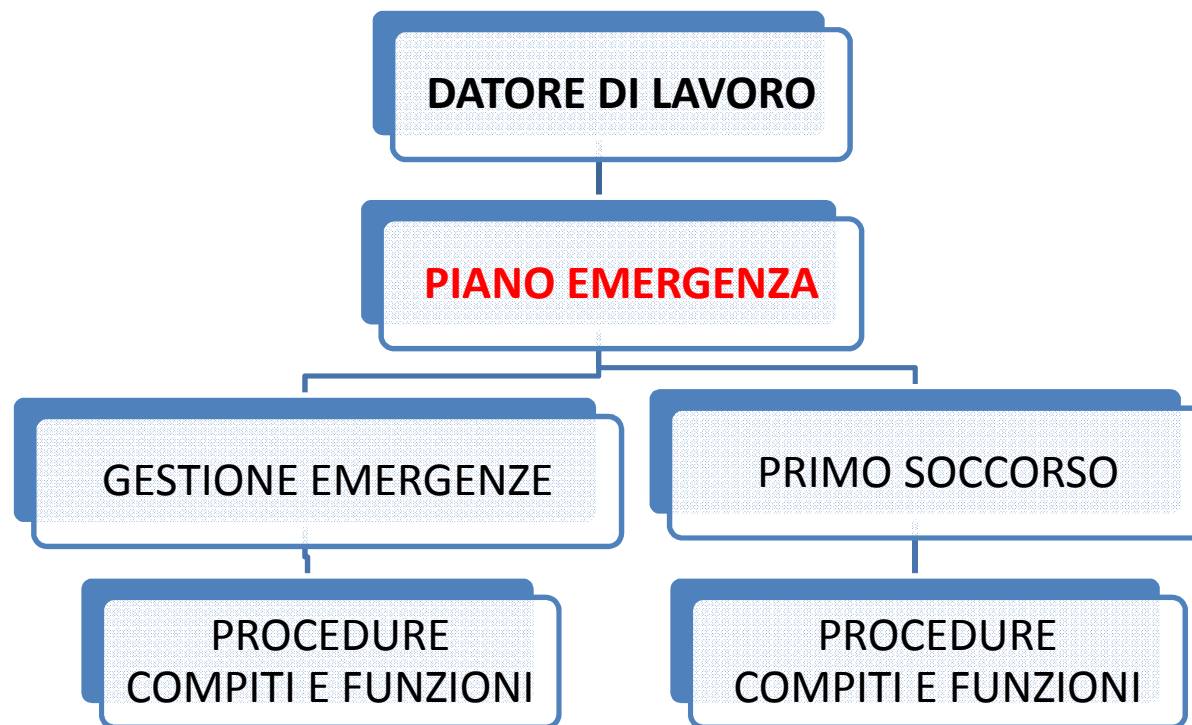 DATORE DI LAVORO
PIANO EMERGENZA
GESTIONE EMERGENZE
PRIMO SOCCORSO
PROCEDURE
COMPITI E FUNZIONI
PROCEDURE
COMPITI E FUNZIONI